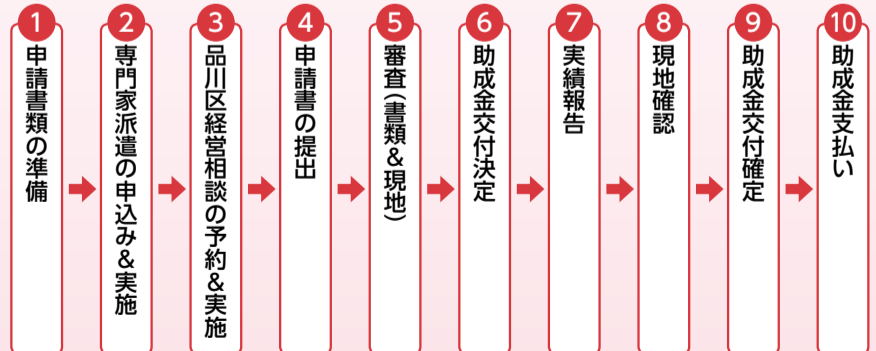 1
申請書類の準備
2
専門家派遣の申込み&実施
3
品川区経営相談の予約&実施
4
申請書の提出
5
審査(書類&現地)
6
助成金交付決定
7
実績報告
8
現地確認
9
助成金交付確定
10
助成金支払い